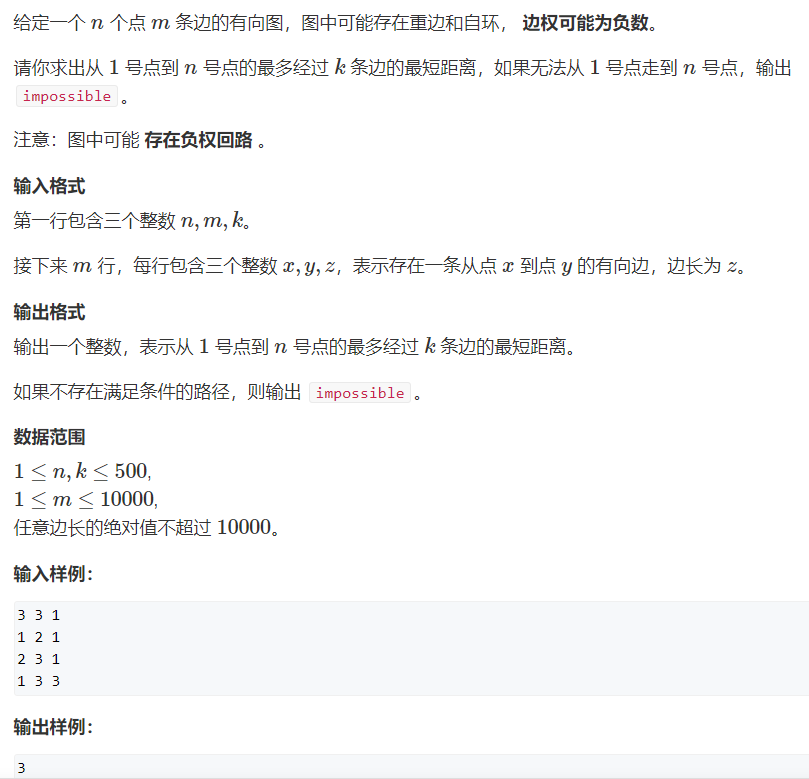 给定一个 n 个点 m 条边的有向图，图中可能存在重边和自环， 边权可能为负数。
请你求出从 1 号点到 n 号点的最多经过 k 条边的最短距离，如果无法从 1 号点走到 n 号点，输出
impossible 。
注意：图中可能 存在负权回路 。
输入格式
第一行包含三个整数 n, m, k。
接下来 m 行，每行包含三个整数 x, y, z，表示存在一条从点 x 到点 y 的有向边，边长为 z。
输出格式
输出一个整数，表示从 1 号点到 n 号点的最多经过 k 条边的最短距离。
如果不存在满足条件的路径，则输出 impossible 。
数据范围
1 ≤ n, k ≤ 500,
1 ≤ m ≤ 10000,
任意边长的绝对值不超过 10000。
输入样例：
3 3 1
1 2 1
2 3 1
1 3 3
输出样例：
3